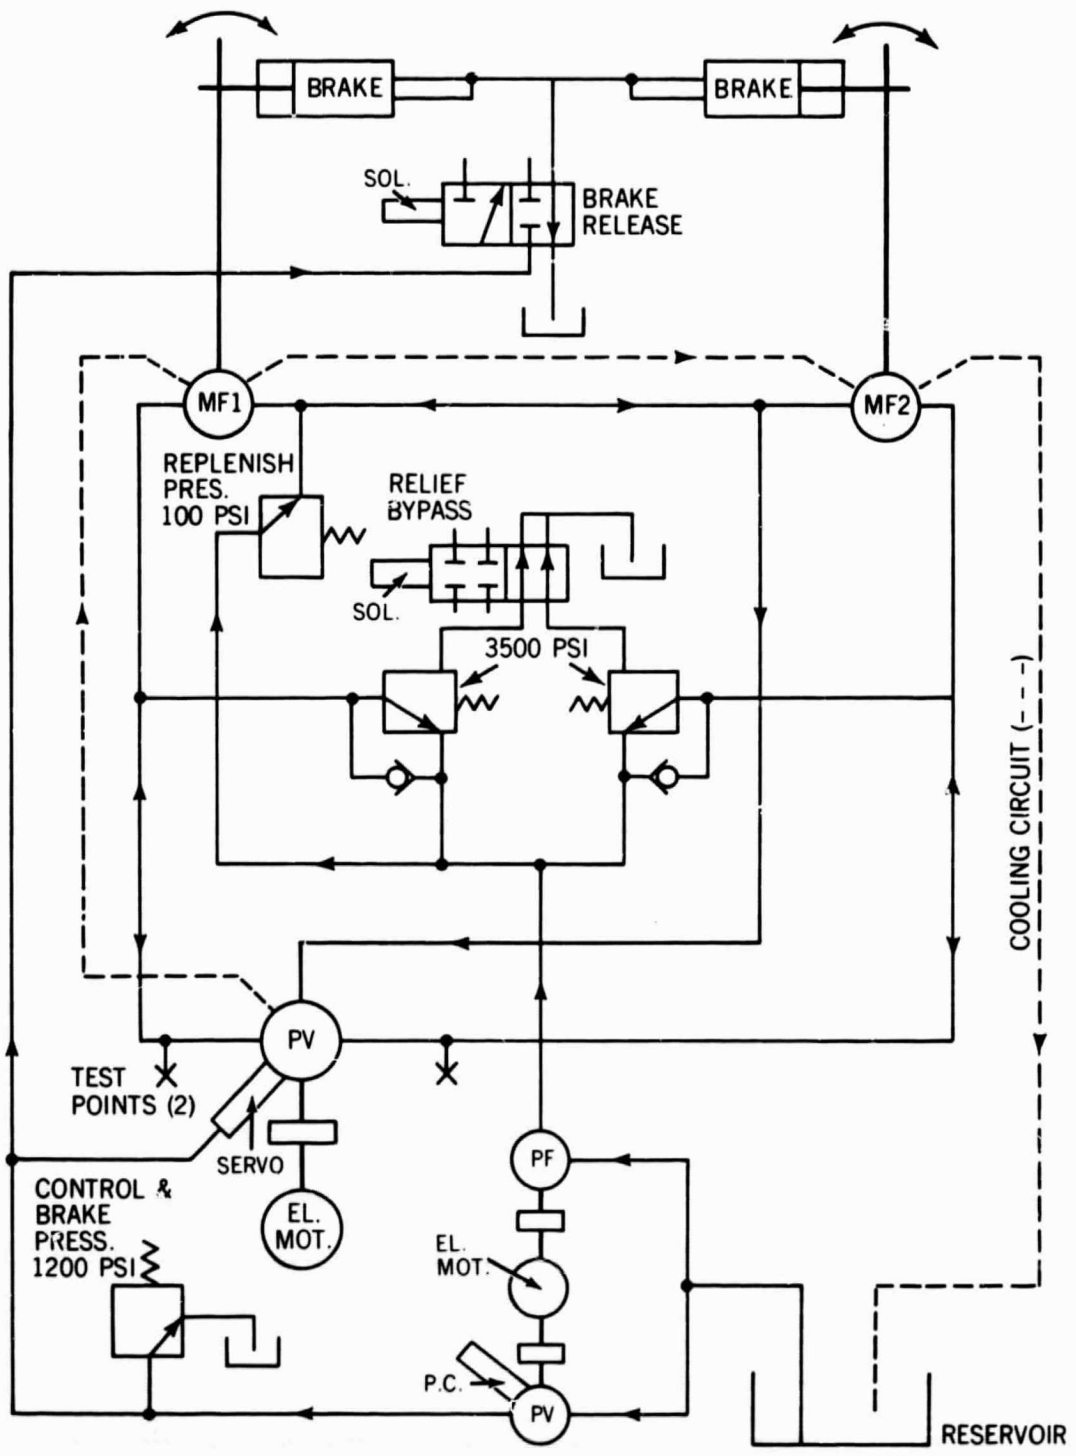 BRAKE
BRAKE
SOL.
BRAKE
RELEASE
MF1
MF2
REPLENISH
PRES.
100 PSI
RELIEF
BYPASS
SOL.
3500 PSI
COOLING CIRCUIT (---)
PV
TEST
POINTS (2)
SERVO
PF
CONTROL &
BRAKE
PRESS.
1200 PSI
EL.
MOT.
EL.
MOT.
P.C.
PV
RESERVOIR